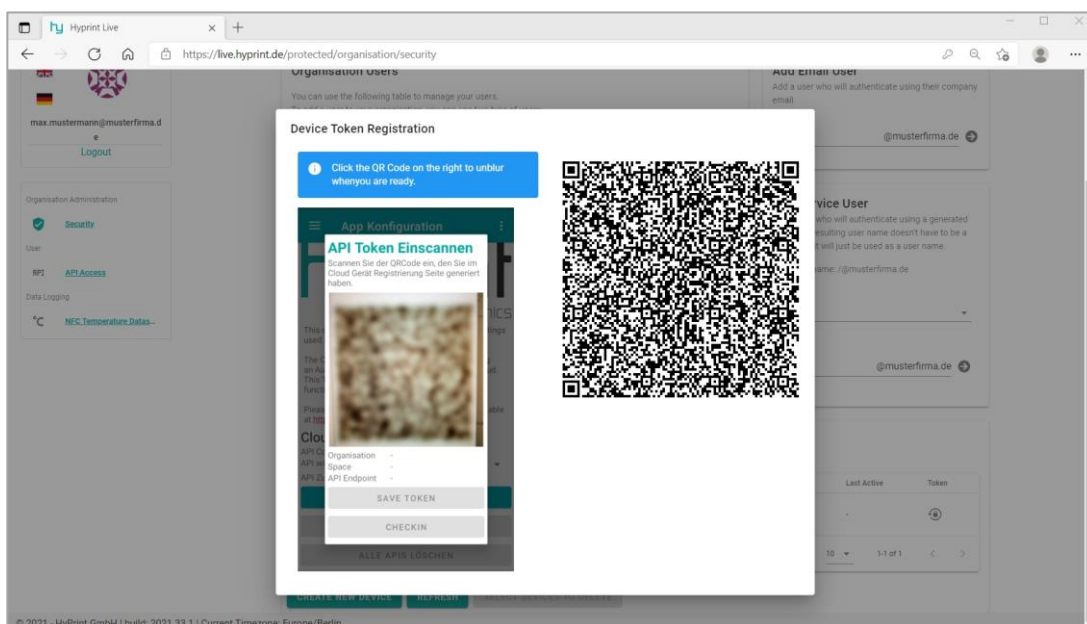 Hyprint Live
https://live.hyprint.de/protected/organisation/security
max.mustermann@musterfirma.d
e
Logout
Organisation Administration
Security
User
API
API Access
Data Logging
°C
NFC Temperature Datas...
Organisation Users
You can use the following table to manage your users.
Device Token Registration
Click the QR Code on the right to unblur
whenyou are ready.
App Konfiguration
API Token Einscannen
Scannen Sie der QRCode ein, den Sie im
Cloud Gerät Registrierung Seite generiert
haben.
Organisation -
Space -
API Endpoint -
SAVE TOKEN
CHECKIN
ALLE APIS LÖSCHEN
Add Email User
Add a user who will authenticate using their company
email
@musterfirma.de
vice User
who will authenticate using a generated
esulting user name doesn't have to be a
t will just be used as a user name.
ame: /@musterfirma.de
@musterfirma.de
Last Active Token
-
10 1-1 of 1
CREATE NEW DEVICE REFRESH
© 2021 - HyPrint GmbH | build: 2021.33.1 | Current Timezone: Europe/Berlin